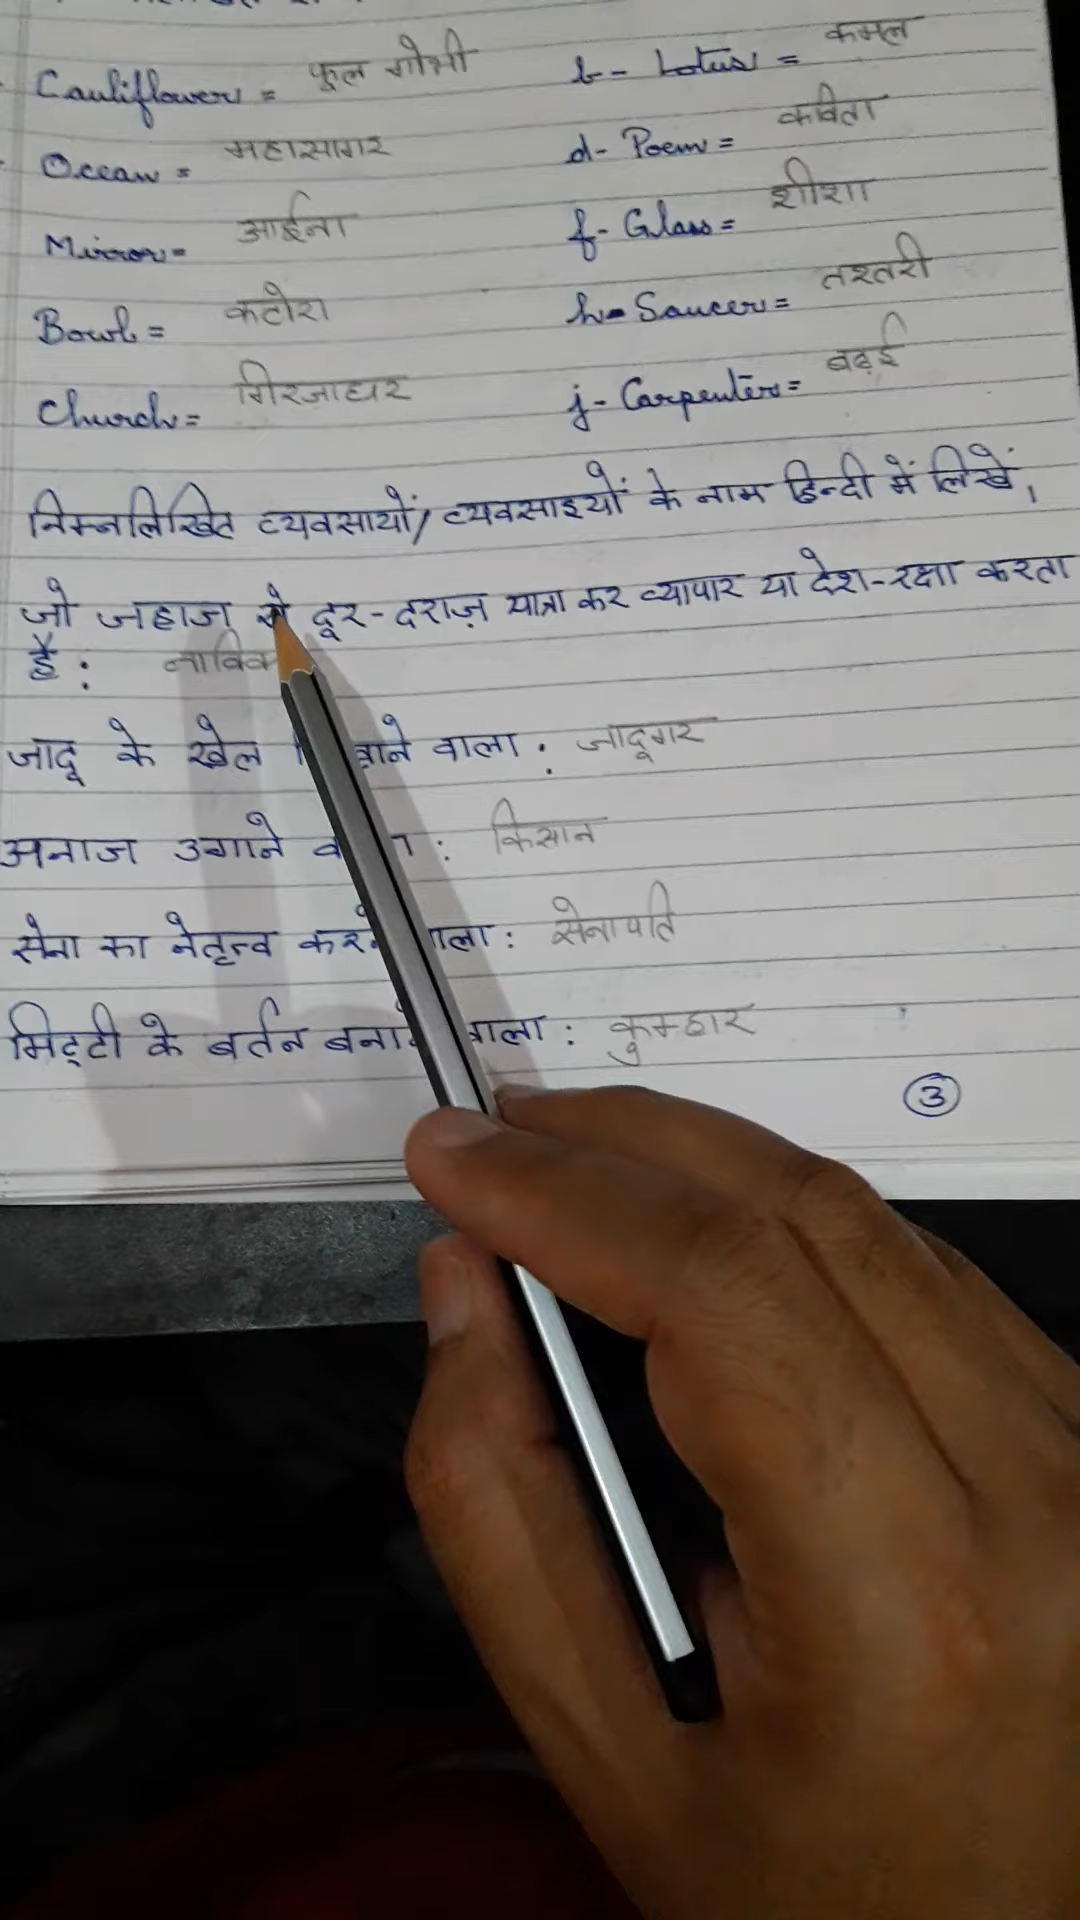 Cauliflower = फूल गोभी b- Lotus = कमल
Ocean = महासागर d- Poem = कविता
Mirror= आईना f- Glass = शीशा
Bowl = कटोरा h- Saucer = तश्तरी
Church = गिरजाघर j- Carpenter = बढ़ई
निम्नलिखित व्यवसायों/व्यवसाइयों के नाम हिन्दी में लिखें,
जो जहाज से दूर-दराज़ यात्रा कर व्यापार या देश-रक्षा करता
है : नाविक
जादू के खेल वाला : जादूगर
अनाज उगाने : किसान
सेना का नेतृत्व : सेनापति
मिट्टी के बर्तन : कुम्हार
3